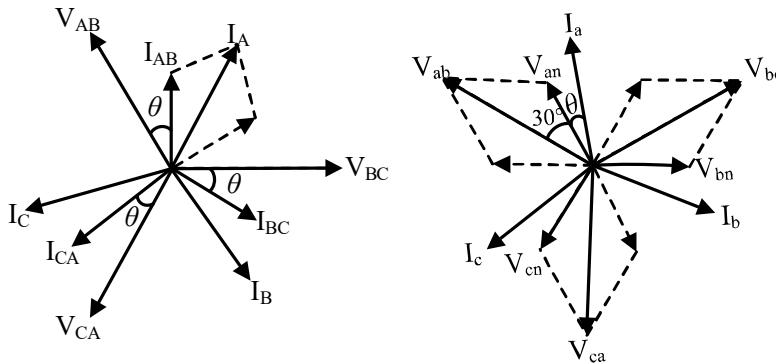 V_AB
I_AB
I_A
θ
V_BC
θ
I_C
θ
I_CA
I_BC
I_B
V_CA
I_a
V_ab
V_an
V_bc
30°
θ
V_bn
I_b
I_c
V_cn
V_ca